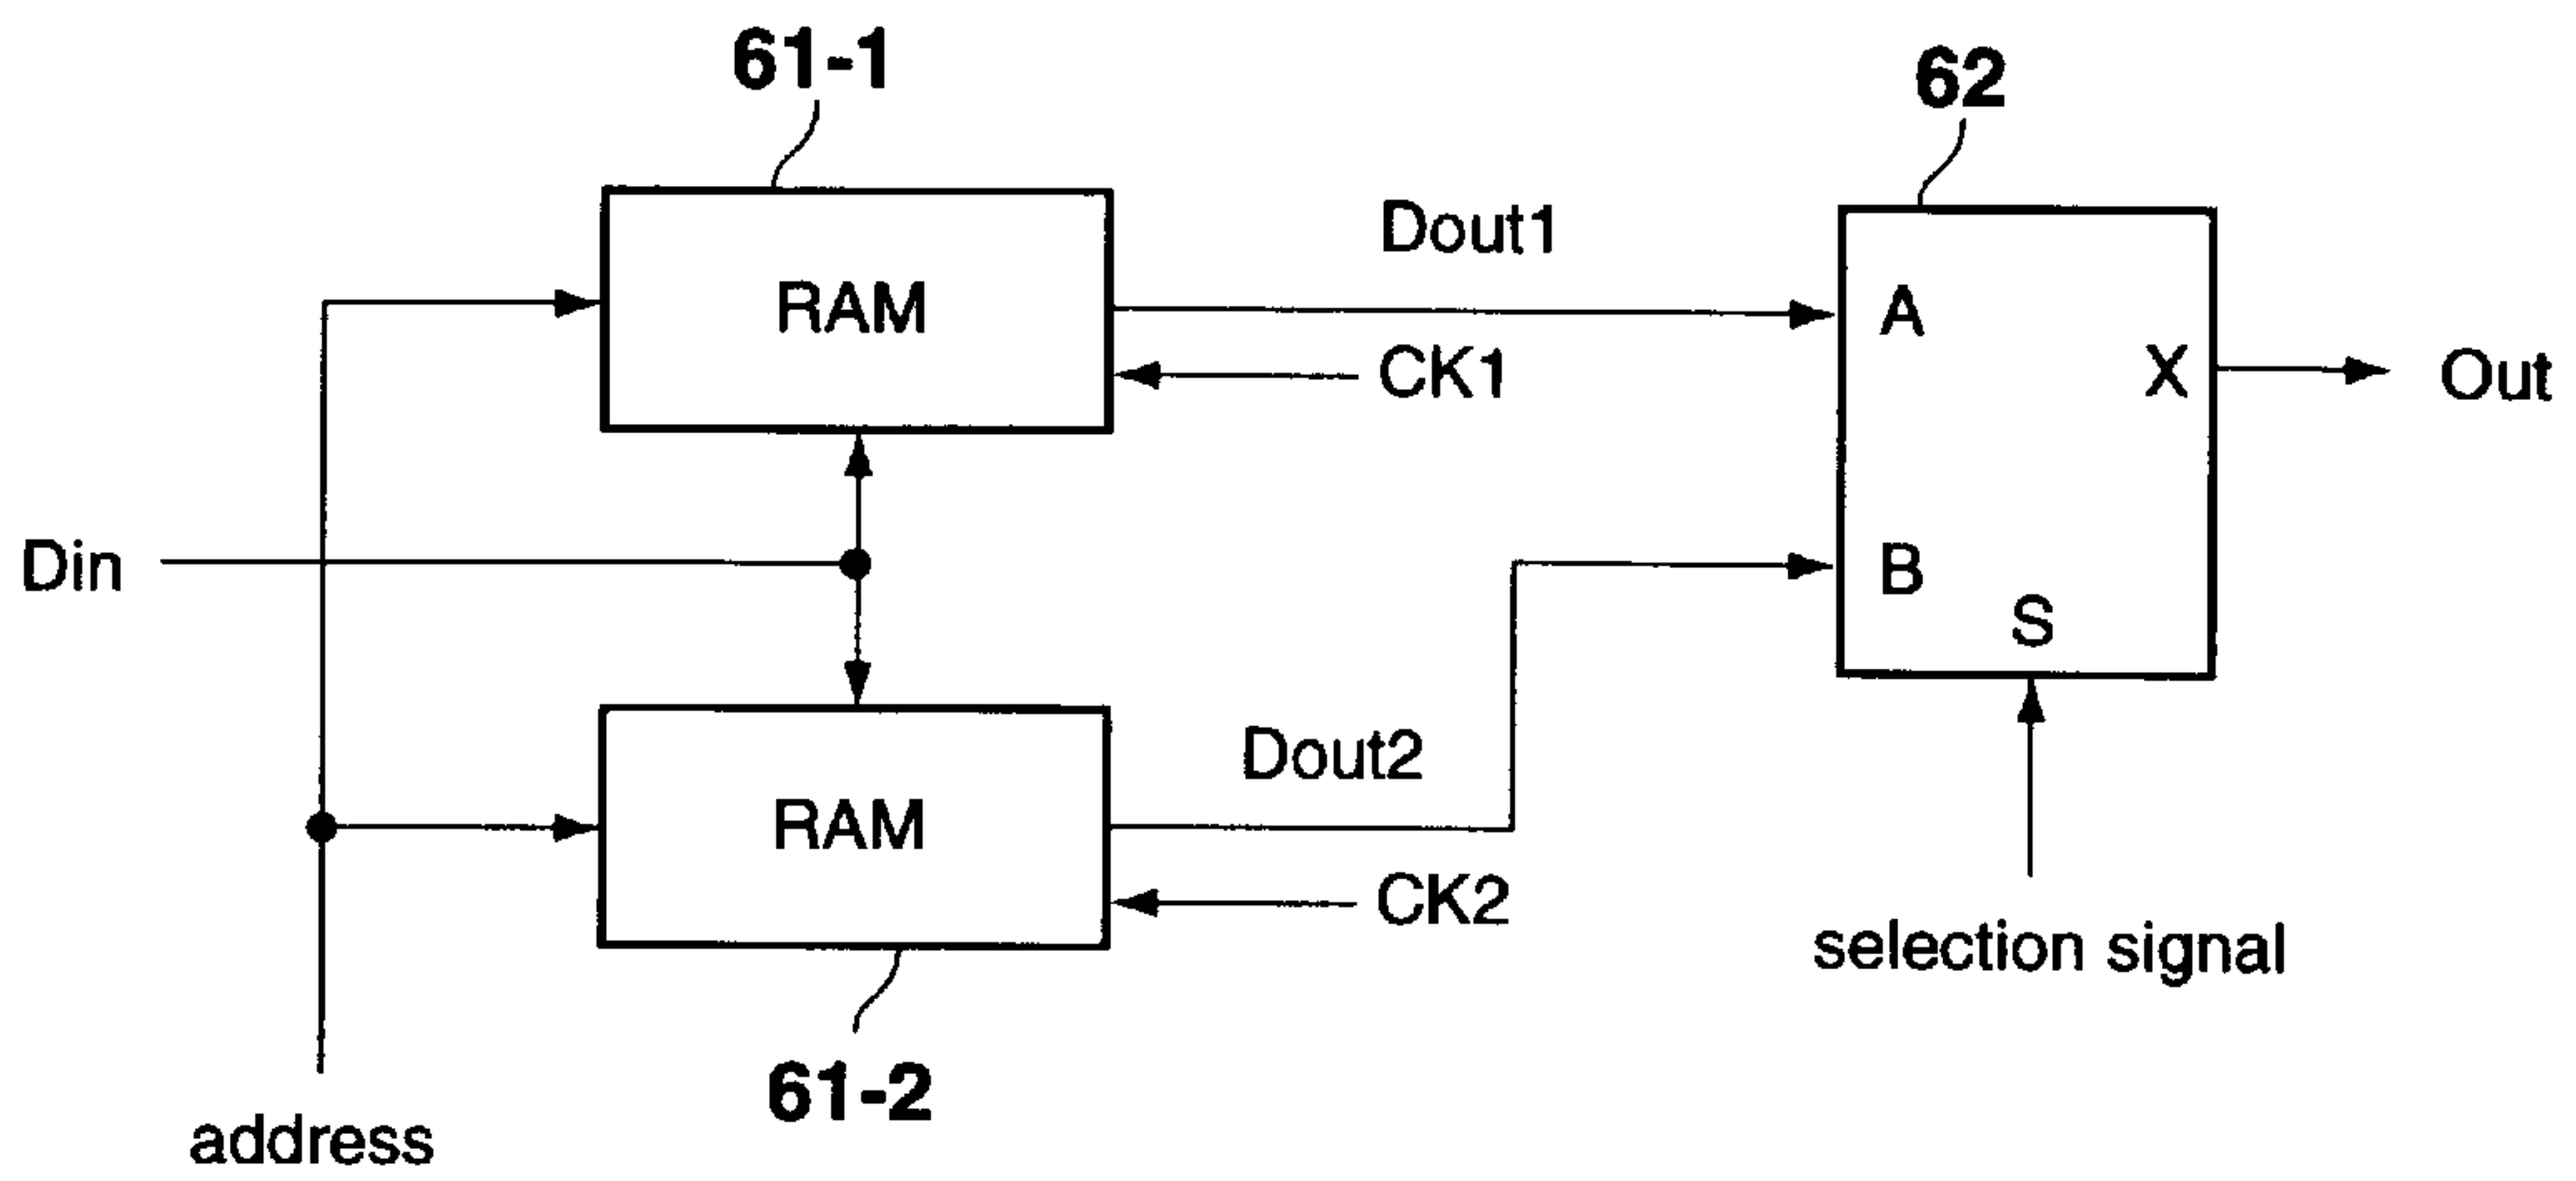 61-1
62
Dout1
RAM
A
CK1
X
Out
Din
B
S
Dout2
RAM
CK2
selection signal
61-2
address